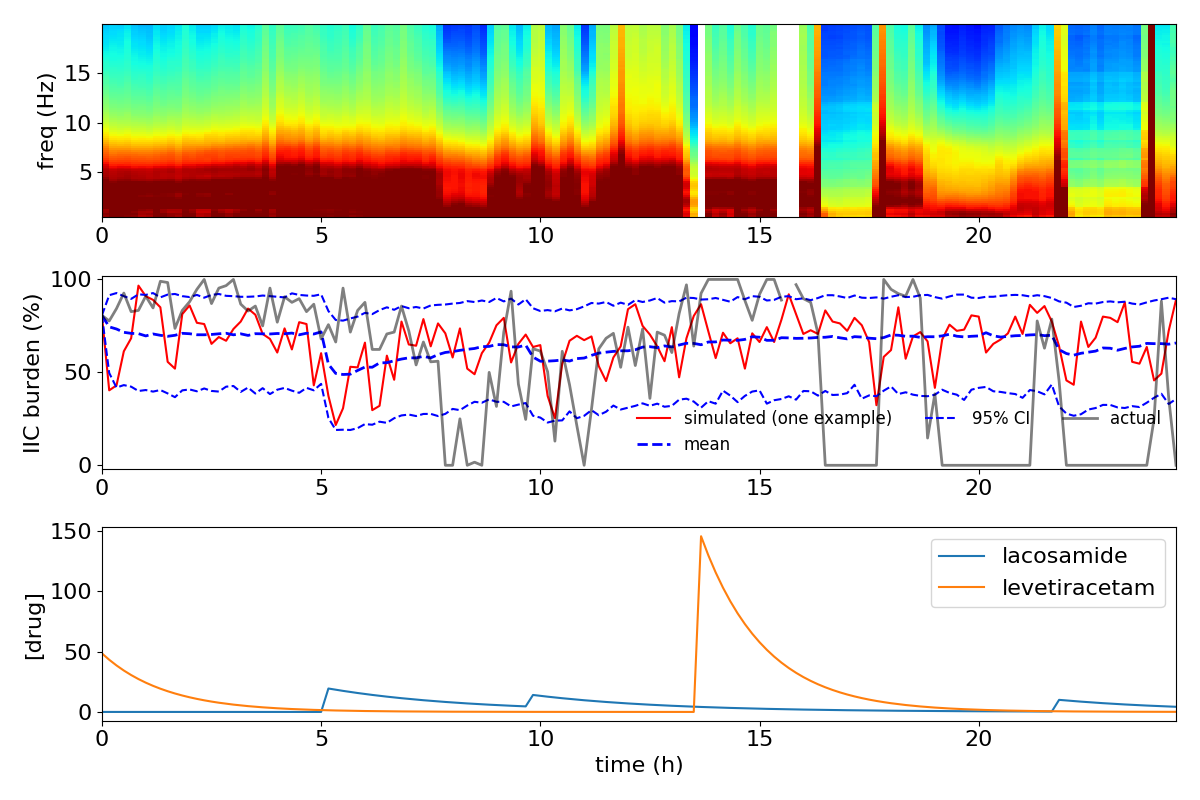 freq (Hz)
15
10
5
0 5 10 15 20
IIC burden (%)
100
50
0
simulated (one example) 95% CI actual
mean
0 5 10 15 20
[drug]
150
100
50
0
lacosamide
levetiracetam
0 5 10 15 20
time (h)